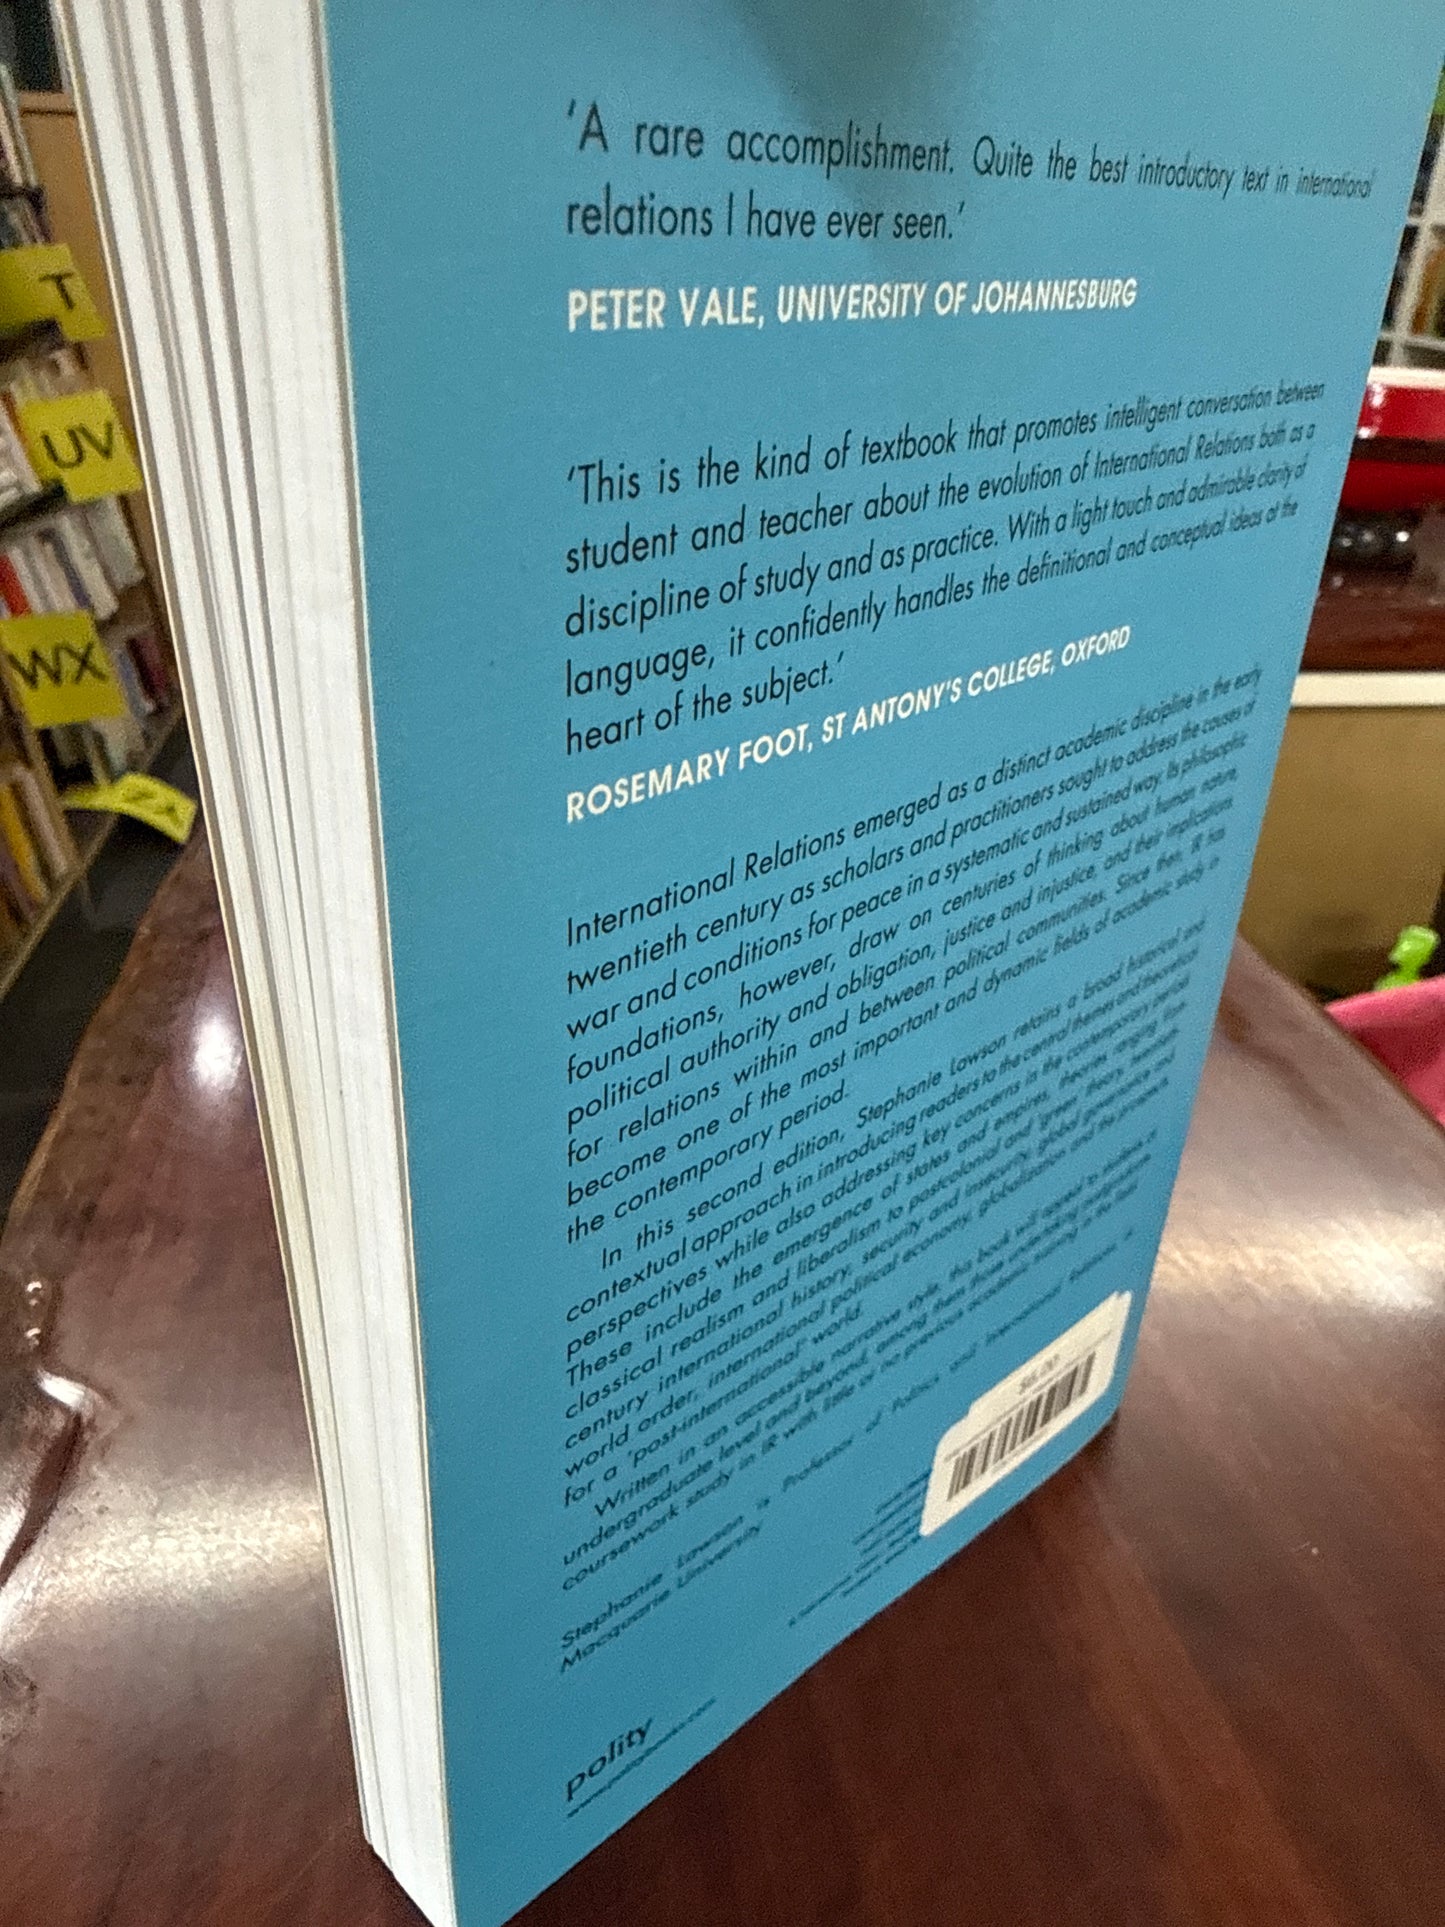 'A rare accomplishment. Quite the best introductory text in international
relations I have ever seen.'
PETER VALE, UNIVERSITY OF JOHANNESBURG
'This is the kind of textbook that promotes intelligent conversation between
student and teacher about the evolution of International Relations both as a
discipline of study and as practice. With a light touch and admirable clarity of
language, it confidently handles the definitional and conceptual ideas at the
heart of the subject.'
ROSEMARY FOOT, ST ANTONY'S COLLEGE, OXFORD
International Relations emerged as a distinct academic discipline in the early
twentieth century as scholars and practitioners sought to address the causes of
war and conditions for peace in a systematic and sustained way. Its philosophic
foundations, however, draw on centuries of thinking about human nature,
political authority and obligation, justice and injustice, and their implications
for relations within and between political communities. Since then, IR has
become one of the most important and dynamic fields of academic study in
the contemporary period.
In this second edition, Stephanie Lawson retains a broad historical and
contextual approach in introducing readers to the central themes and theoretical
perspectives while also addressing key concerns in the contemporary period.
These include the emergence of states and empires, theories ranging from
classical realism and liberalism to postcolonial and 'green' theory, twentieth-
century international history, security and insecurity, global governance and
world order, international political economy, globalization and the prospects
for a 'post-international' world.
Written in an accessible narrative style, this book will appeal to students at
undergraduate level and beyond, among them those undertaking postgraduate
coursework study in IR with little or no previous academic training in the field.
Stephanie Lawson is Professor of Politics and International Relations at
Macquarie University
polity
www.politybooks.com
$6.00
T
UV
WX